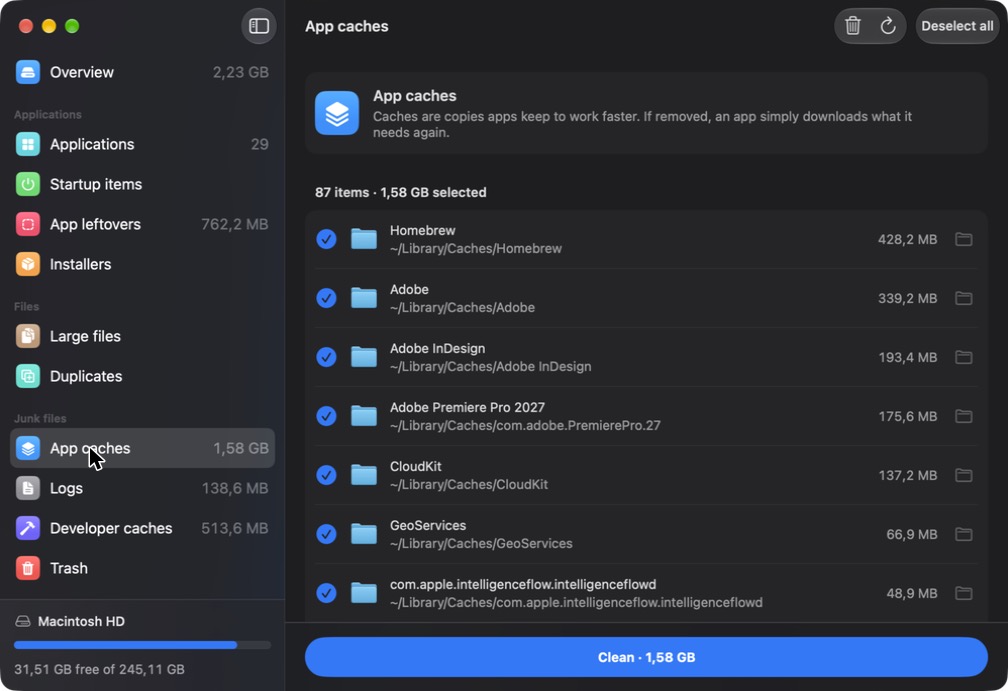 App caches
Deselect all
Overview 2,23 GB
Applications
Applications 29
Startup items
App leftovers 762,2 MB
Installers
Files
Large files
Duplicates
Junk files
App caches 1,58 GB
Logs 138,6 MB
Developer caches 513,6 MB
Trash
Macintosh HD
31,51 GB free of 245,11 GB
App caches
Caches are copies apps keep to work faster. If removed, an app simply downloads what it
needs again.
87 items · 1,58 GB selected
Homebrew
~/Library/Caches/Homebrew
428,2 MB
Adobe
~/Library/Caches/Adobe
339,2 MB
Adobe InDesign
~/Library/Caches/Adobe InDesign
193,4 MB
Adobe Premiere Pro 2027
~/Library/Caches/com.adobe.PremierePro.27
175,6 MB
CloudKit
~/Library/Caches/CloudKit
137,2 MB
GeoServices
~/Library/Caches/GeoServices
66,9 MB
com.apple.intelligenceflow.intelligenceflowd
~/Library/Caches/com.apple.intelligenceflow.intelligenceflowd
48,9 MB
Clean · 1,58 GB